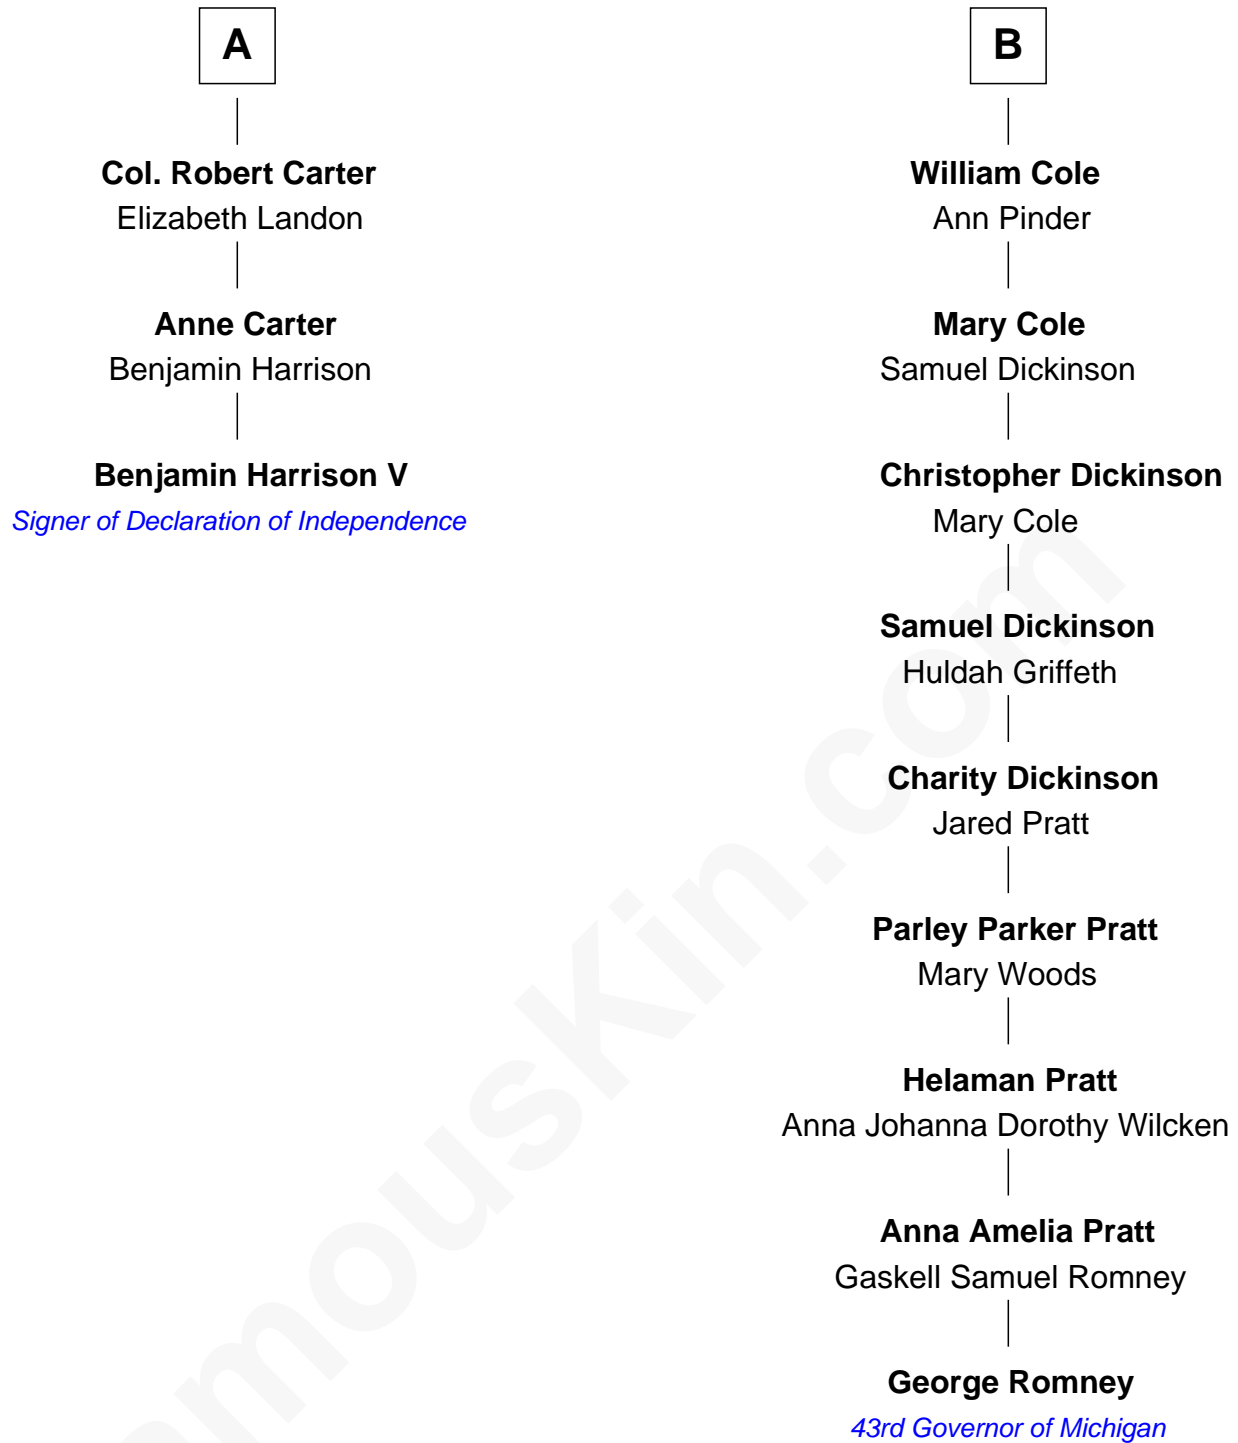 A
Col. Robert Carter
Elizabeth Landon
Anne Carter
Benjamin Harrison
Benjamin Harrison V
Signer of Declaration of Independence
B
William Cole
Ann Pinder
Mary Cole
Samuel Dickinson
Christopher Dickinson
Mary Cole
Samuel Dickinson
Huldah Griffeth
Charity Dickinson
Jared Pratt
Parley Parker Pratt
Mary Woods
Helaman Pratt
Anna Johanna Dorothy Wilcken
Anna Amelia Pratt
Gaskell Samuel Romney
George Romney
43rd Governor of Michigan
amouskin.com